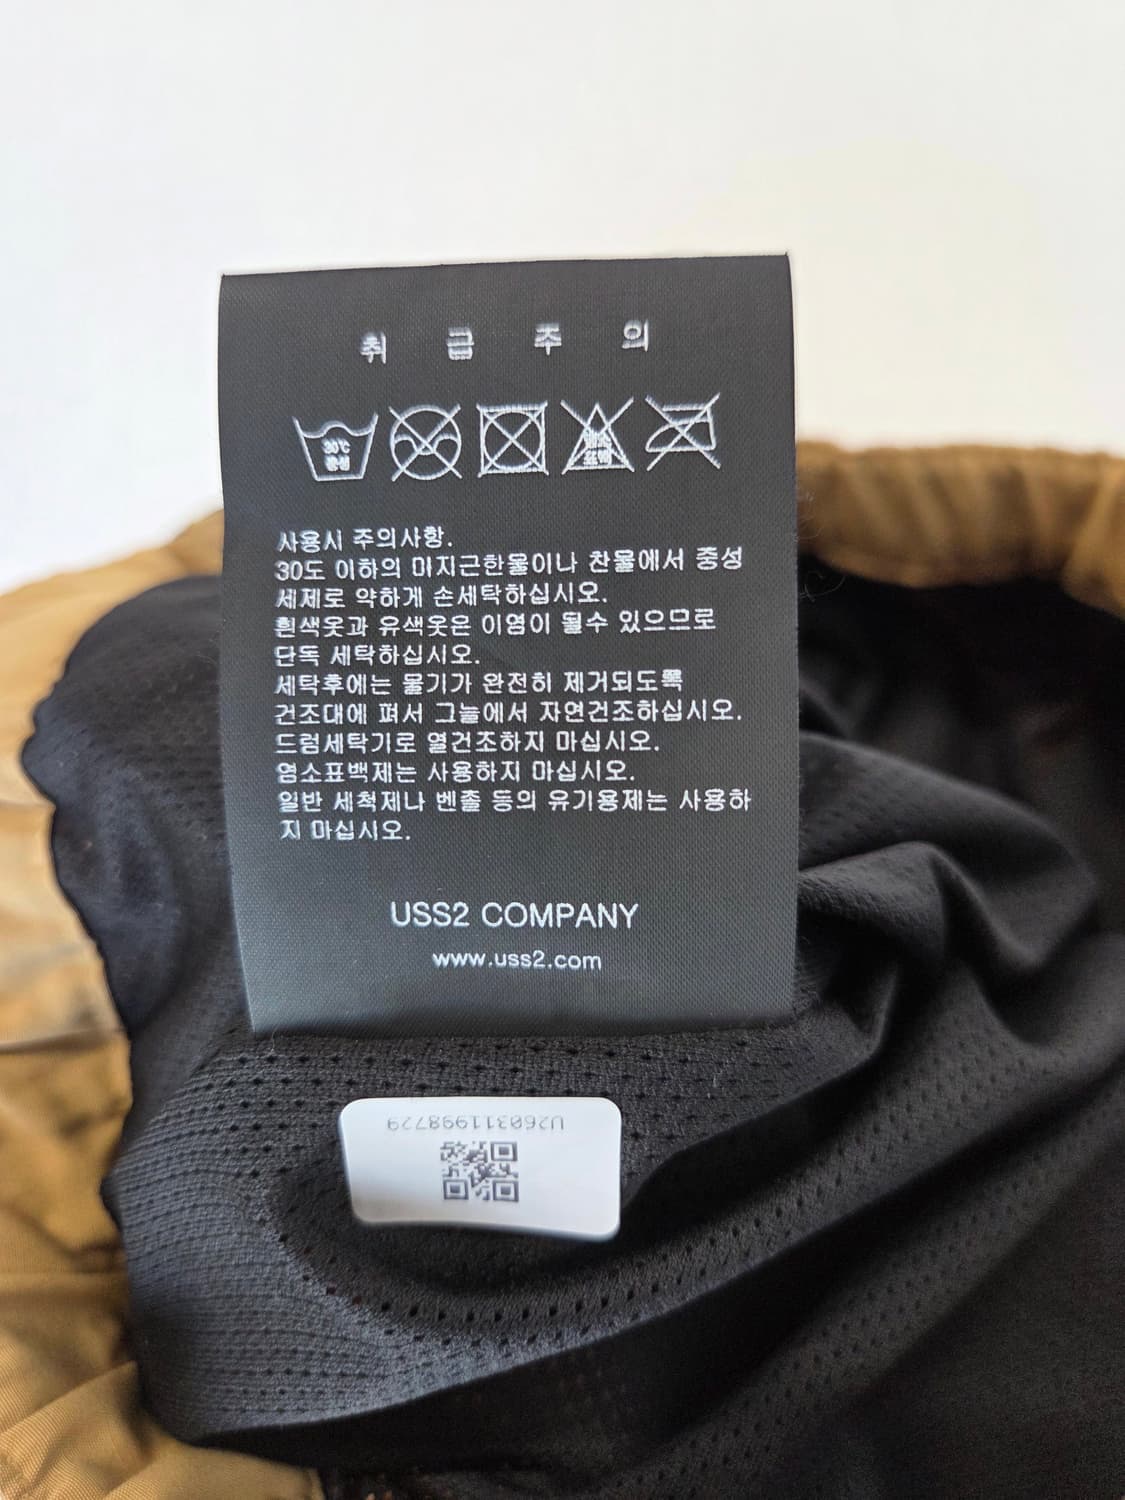 취 급 주 의
30℃
중성
염소
표백
사용시 주의사항.
30도 이하의 미지근한물이나 찬물에서 중성
세제로 약하게 손세탁하십시오.
흰색옷과 유색옷은 이염이 될수 있으므로
단독 세탁하십시오.
세탁후에는 물기가 완전히 제거되도록
건조대에 펴서 그늘에서 자연건조하십시오.
드럼세탁기로 열건조하지 마십시오.
염소표백제는 사용하지 마십시오.
일반 세척제나 벤졸 등의 유기용제는 사용하
지 마십시오.
USS2 COMPANY
www.uss2.com
U260311998729